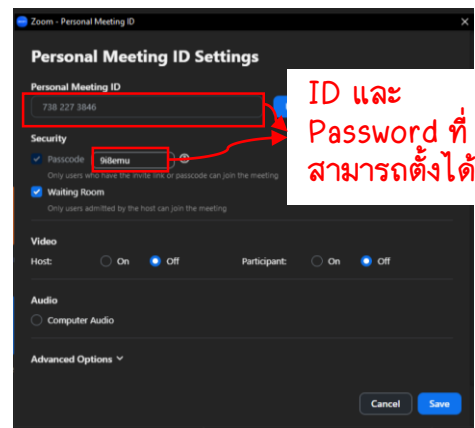 Zoom - Personal Meeting ID
Personal Meeting ID Settings
Personal Meeting ID
738 227 3846
ID และ
Password ที่
สามารถตั้งได้
Security
Passcode 9i8emu
Only users who have the invite link or passcode can join the meeting
Waiting Room
Only users admitted by the host can join the meeting
Video
Host: On Off Participant: On Off
Audio
Computer Audio
Advanced Options
Cancel Save